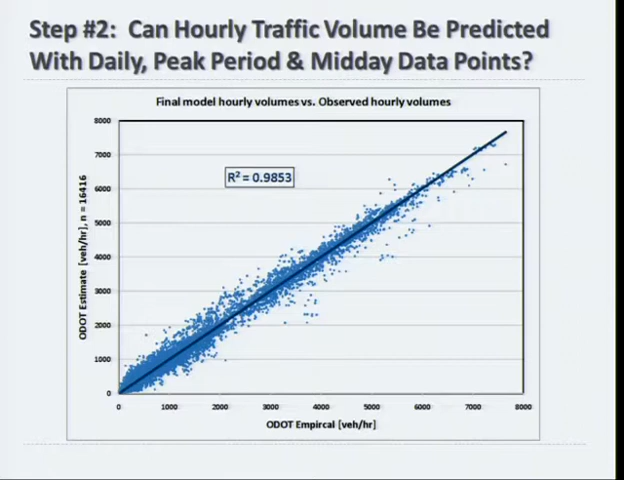 Step #2: Can Hourly Traffic Volume Be Predicted
With Daily, Peak Period & Midday Data Points?
Final model hourly volumes vs. Observed hourly volumes
8000
7000
6000
5000
4000
3000
2000
1000
0
ODOT Estimate [veh/hr], n = 16416
R² = 0.9853
0 1000 2000 3000 4000 5000 6000 7000 8000
ODOT Empircal [veh/hr]